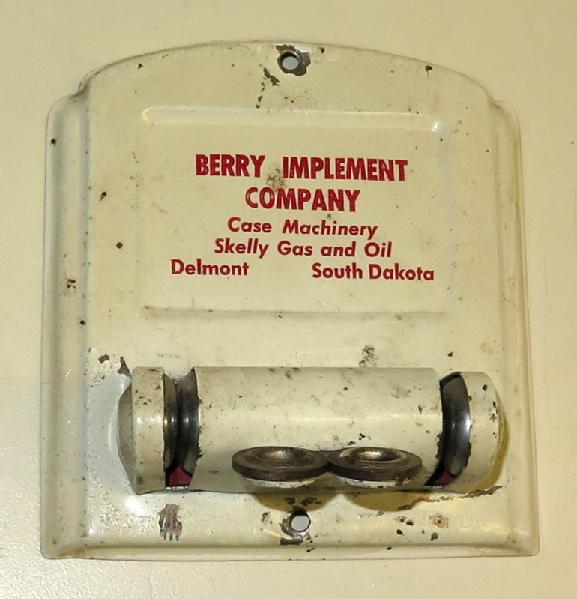 BERRY IMPLEMENT
COMPANY
Case Machinery
Skelly Gas and Oil
Delmont South Dakota